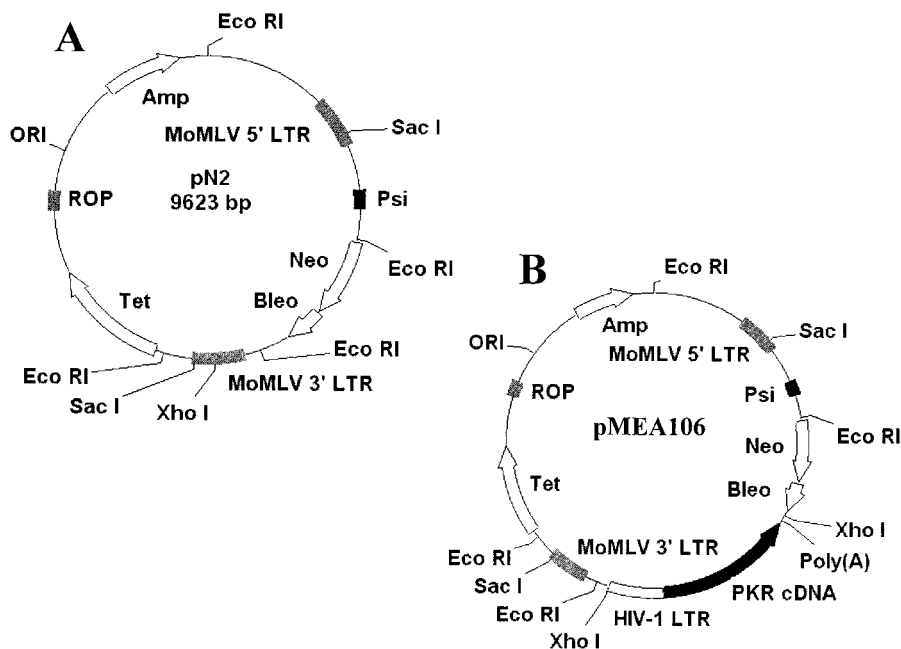 A
Eco RI
Amp
ORI
MoMLV 5' LTR
Sac I
pN2
9623 bp
ROP
Psi
Neo
Eco RI
Bleo
Tet
Eco RI
Eco RI
MoMLV 3' LTR
Sac I
Xho I
B
Eco RI
Amp
Sac I
ORI
MoMLV 5' LTR
ROP
Psi
pMEA106
Eco RI
Neo
Tet
Bleo
Xho I
MoMLV 3' LTR
Poly(A)
Eco RI
Sac I
PKR cDNA
Eco RI
HIV-1 LTR
Xho I